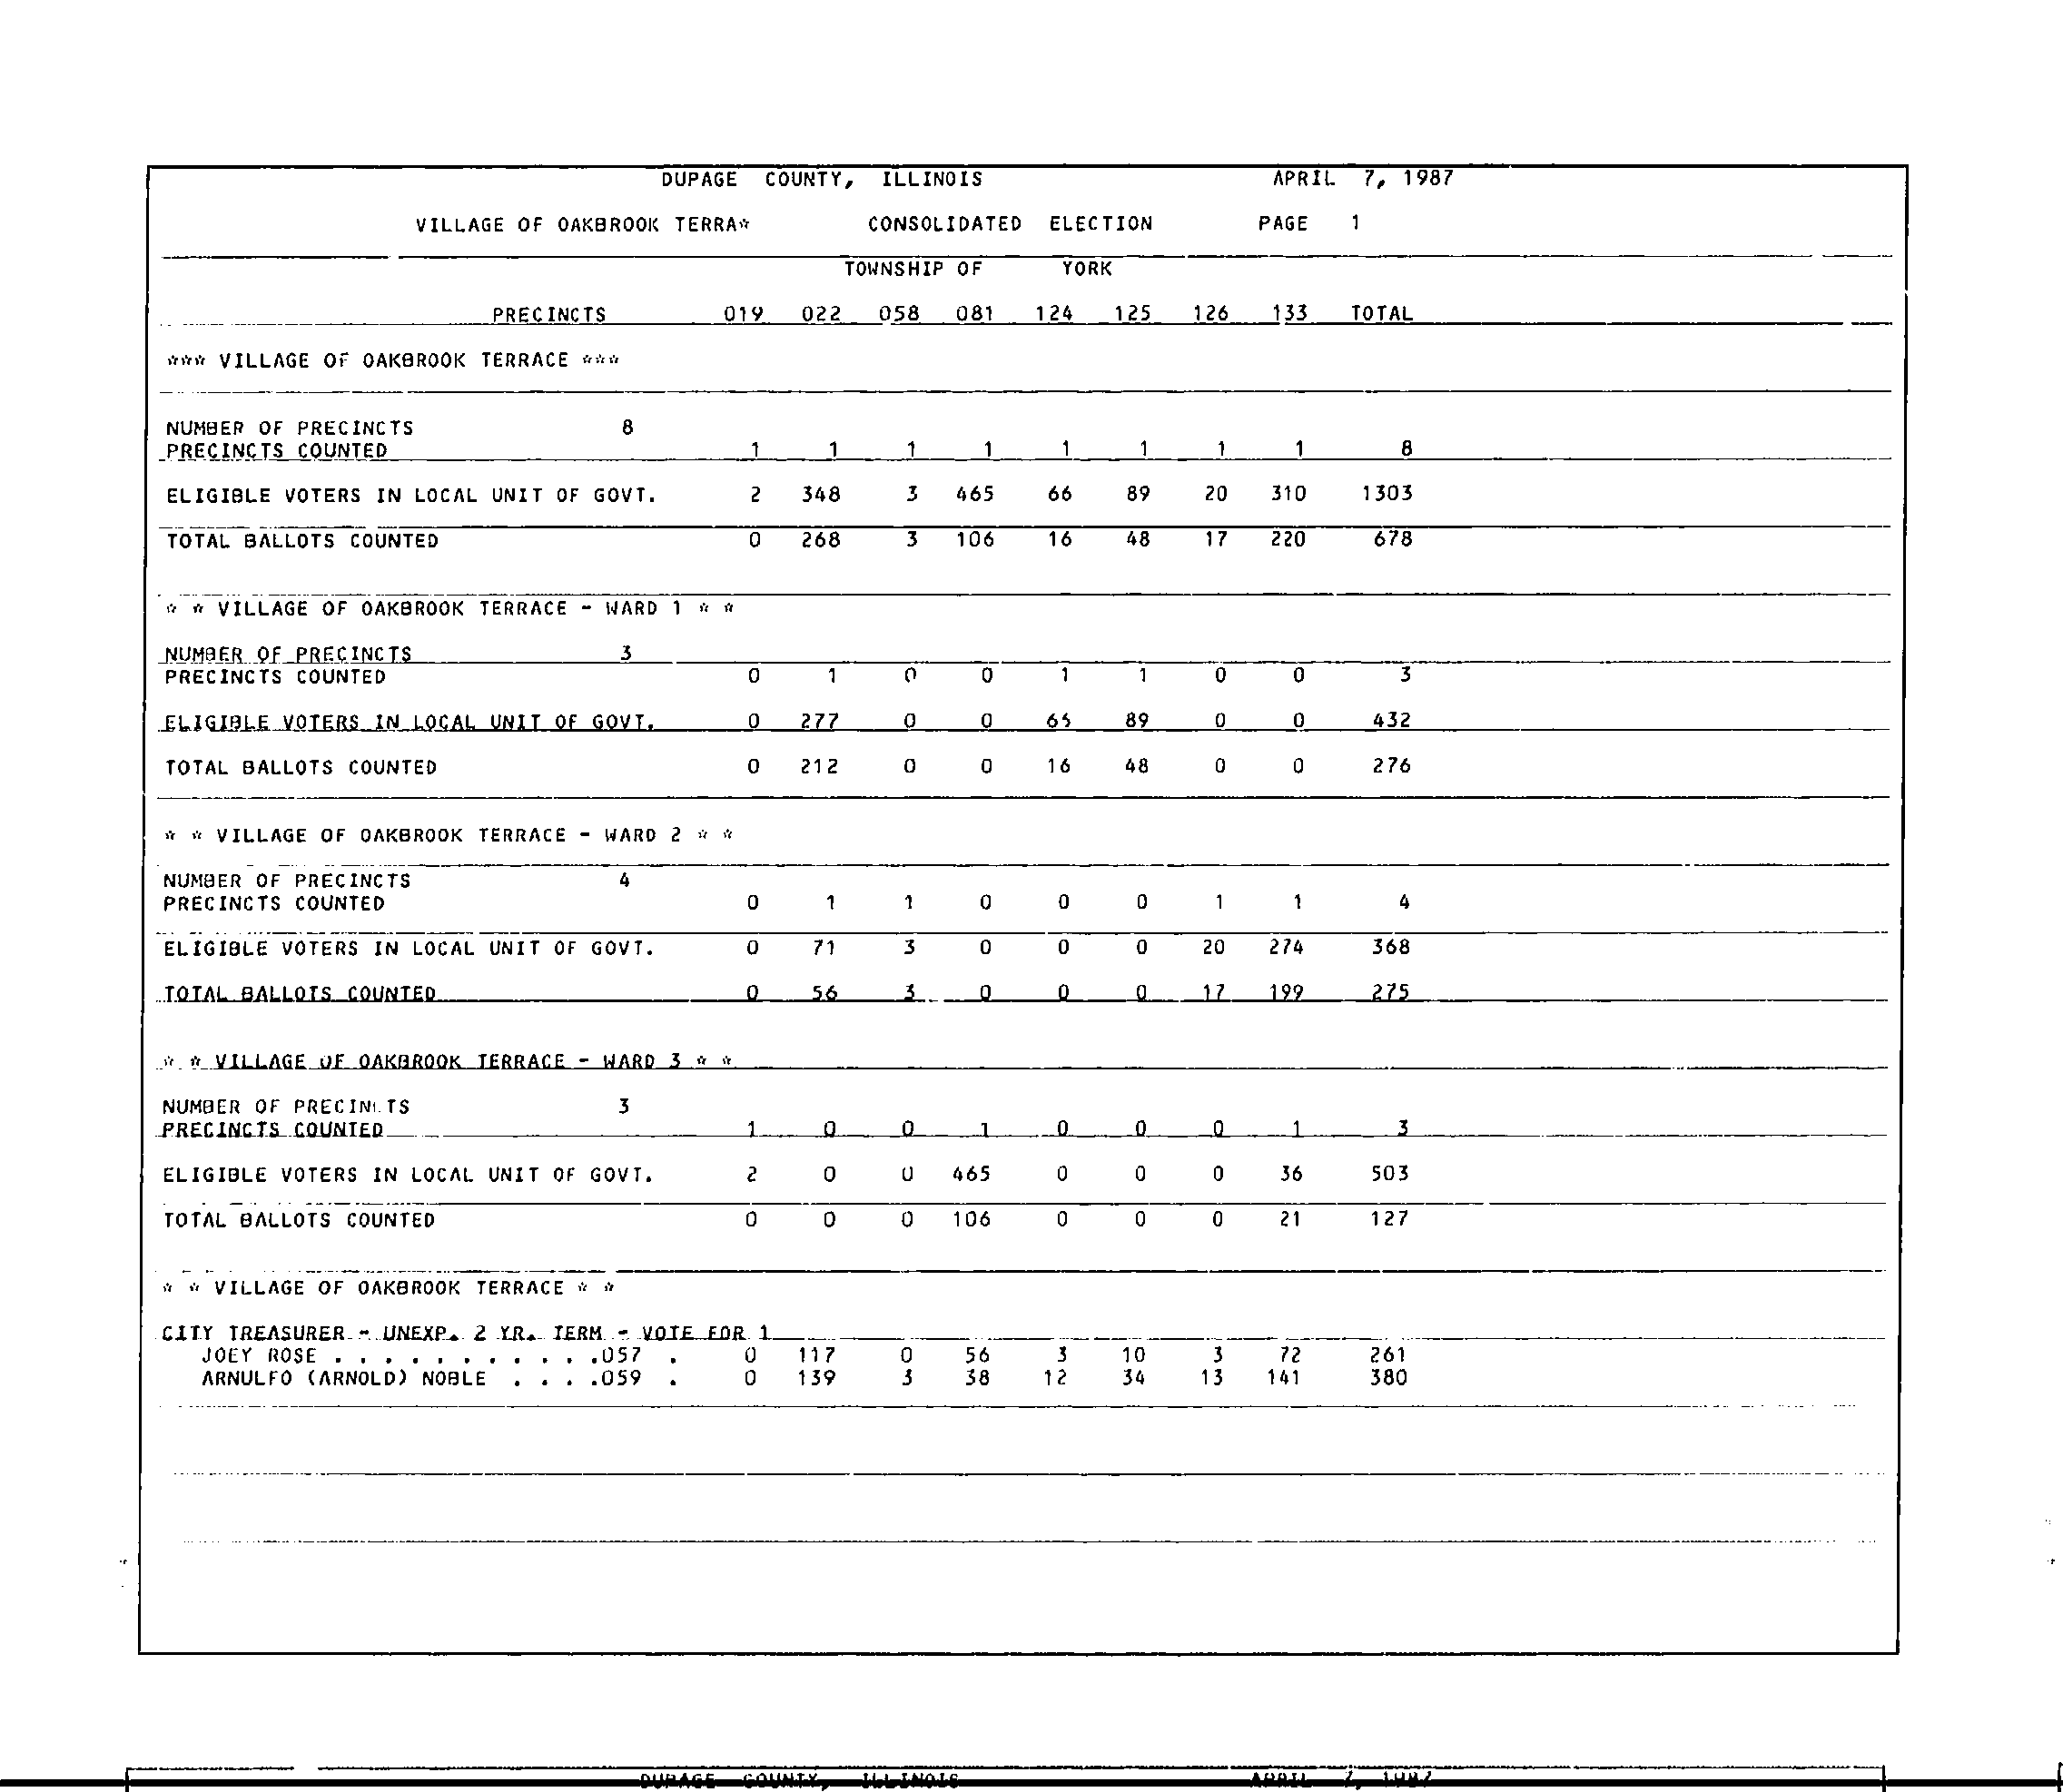 DUPAGE COUNTY, ILLINOIS APRIL 7, 1987
VILLAGE OF OAKBROOK TERRA* CONSOLIDATED ELECTION PAGE 1
TOWNSHIP OF YORK
PRECINCTS 019 022 058 081 124 125 126 133 TOTAL
*** VILLAGE OF OAKBROOK TERRACE ***
NUMBER OF PRECINCTS 8
PRECINCTS COUNTED 1 1 1 1 1 1 1 1 8
ELIGIBLE VOTERS IN LOCAL UNIT OF GOVT. 2 348 3 465 66 89 20 310 1303
TOTAL BALLOTS COUNTED 0 268 3 106 16 48 17 220 678
* * VILLAGE OF OAKBROOK TERRACE - WARD 1 * *
NUMBER OF PRECINCTS 3
PRECINCTS COUNTED 0 1 0 0 1 1 0 0 3
ELIGIBLE VOTERS IN LOCAL UNIT OF GOVT. 0 277 0 0 89 0 0 432
TOTAL BALLOTS COUNTED 0 212 0 0 16 48 0 0 276
* * VILLAGE OF OAKBROOK TERRACE - WARD 2 * *
NUMBER OF PRECINCTS 4
PRECINCTS COUNTED 0 1 1 0 0 0 1 1 4
ELIGIBLE VOTERS IN LOCAL UNIT OF GOVT. 0 71 3 0 0 0 20 274 368
TOTAL BALLOTS COUNTED 0 56 3 0 0 0 17 199 275
* * VILLAGE OF OAKBROOK TERRACE - WARD 3 * *
NUMBER OF PRECINCTS 3
PRECINCTS COUNTED 1 0 0 1 0 0 0 1 3
ELIGIBLE VOTERS IN LOCAL UNIT OF GOVT. 2 0 0 465 0 0 0 36 503
TOTAL BALLOTS COUNTED 0 0 0 106 0 0 0 21 127
* * VILLAGE OF OAKBROOK TERRACE * *
CITY TREASURER - UNEXP. 2 YR. TERM - VOTE FOR 1
JOEY ROSE . . . . . . . . . . .057 . 0 117 0 56 3 10 3 72 261
ARNULFO (ARNOLD) NOBLE . . . .059 . 0 139 3 38 12 34 13 141 380
DUPAGE COUNTY, ILLINOIS APRIL 7, 1987